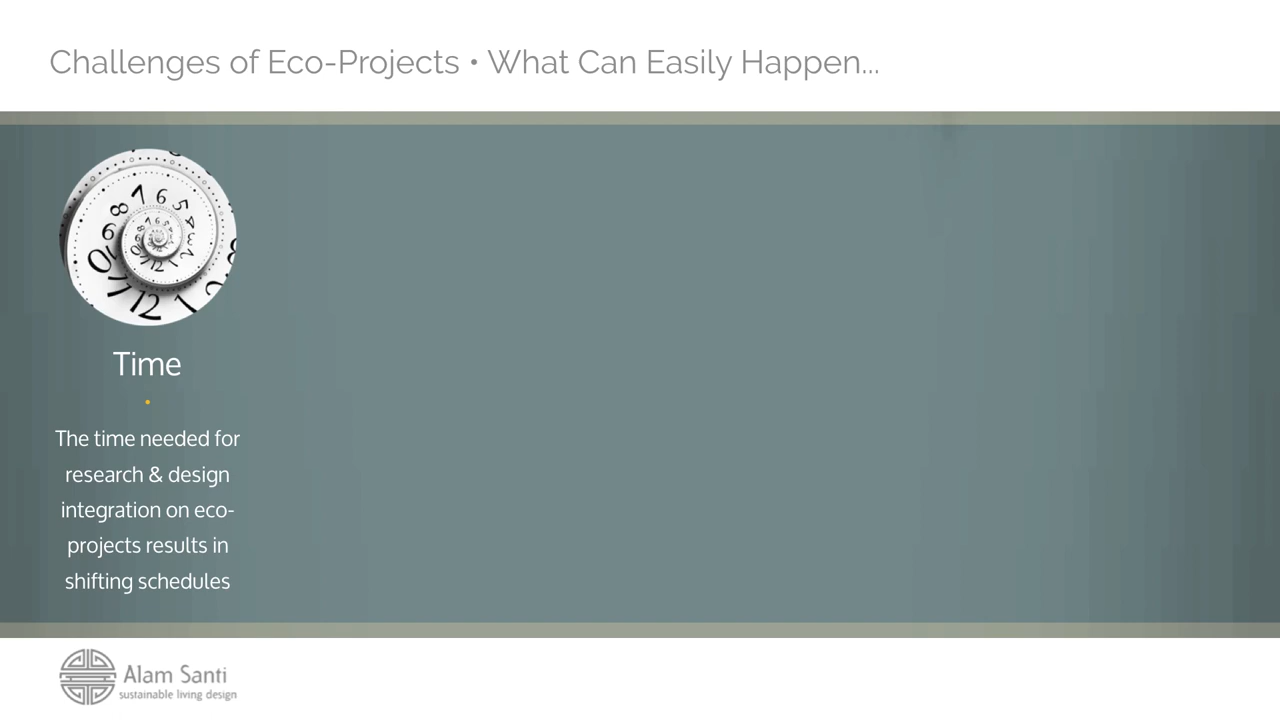 Challenges of Eco-Projects • What Can Easily Happen...
Time
The time needed for
research & design
integration on eco-
projects results in
shifting schedules
Alam Santi
sustainable living design